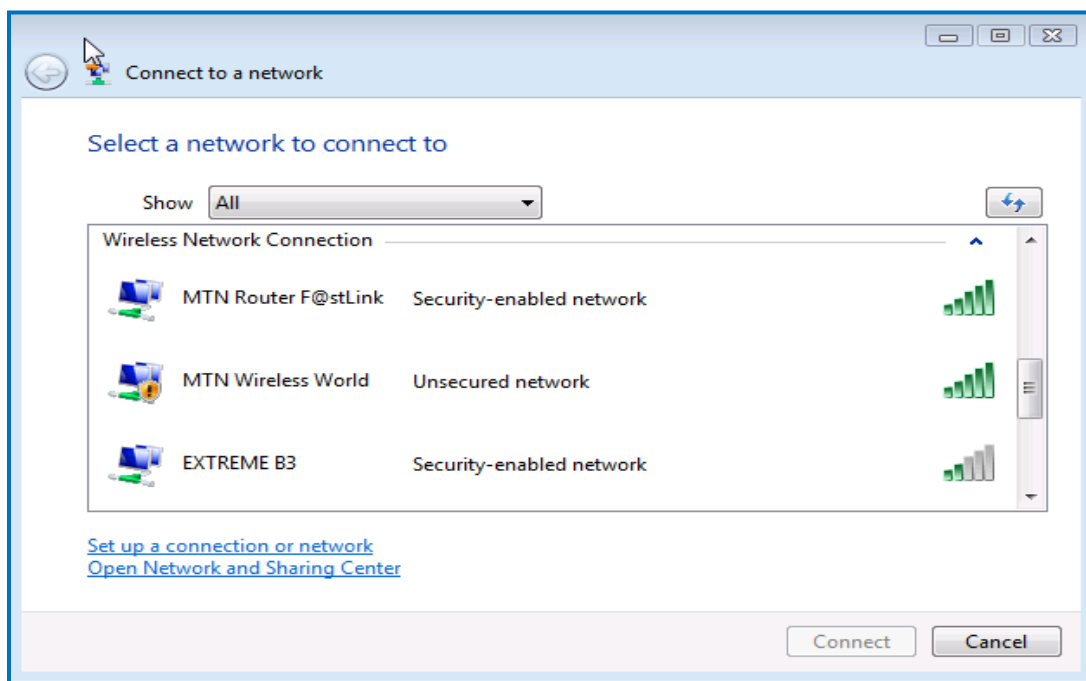 Connect to a network
Select a network to connect to
Show All
Wireless Network Connection
MTN Router F@stLink Security-enabled network
MTN Wireless World Unsecured network
EXTREME B3 Security-enabled network
Set up a connection or network
Open Network and Sharing Center
Connect Cancel